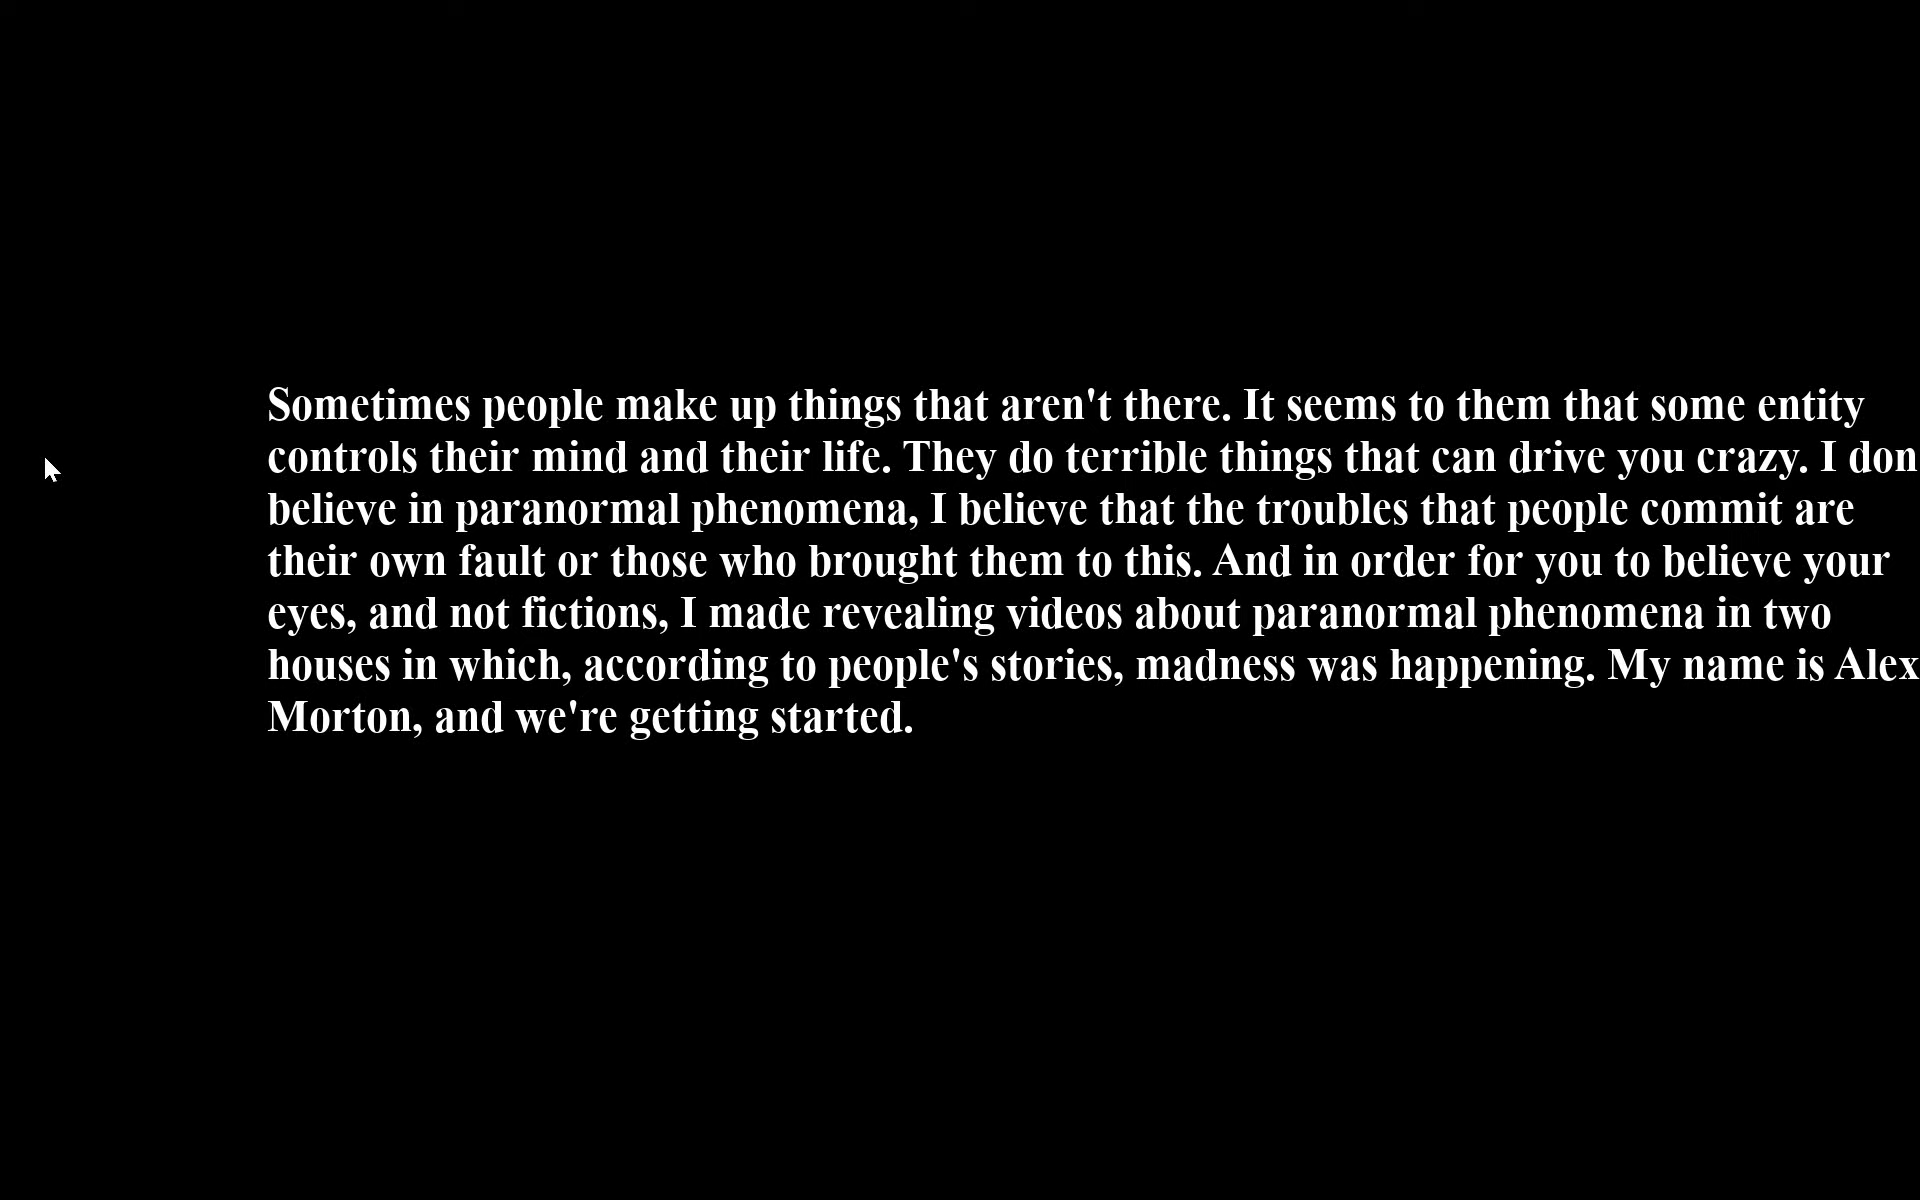 Sometimes people make up things that aren't there. It seems to them that some entity
controls their mind and their life. They do terrible things that can drive you crazy. I don
believe in paranormal phenomena, I believe that the troubles that people commit are
their own fault or those who brought them to this. And in order for you to believe your
eyes, and not fictions, I made revealing videos about paranormal phenomena in two
houses in which, according to people's stories, madness was happening. My name is Alex
Morton, and we're getting started.